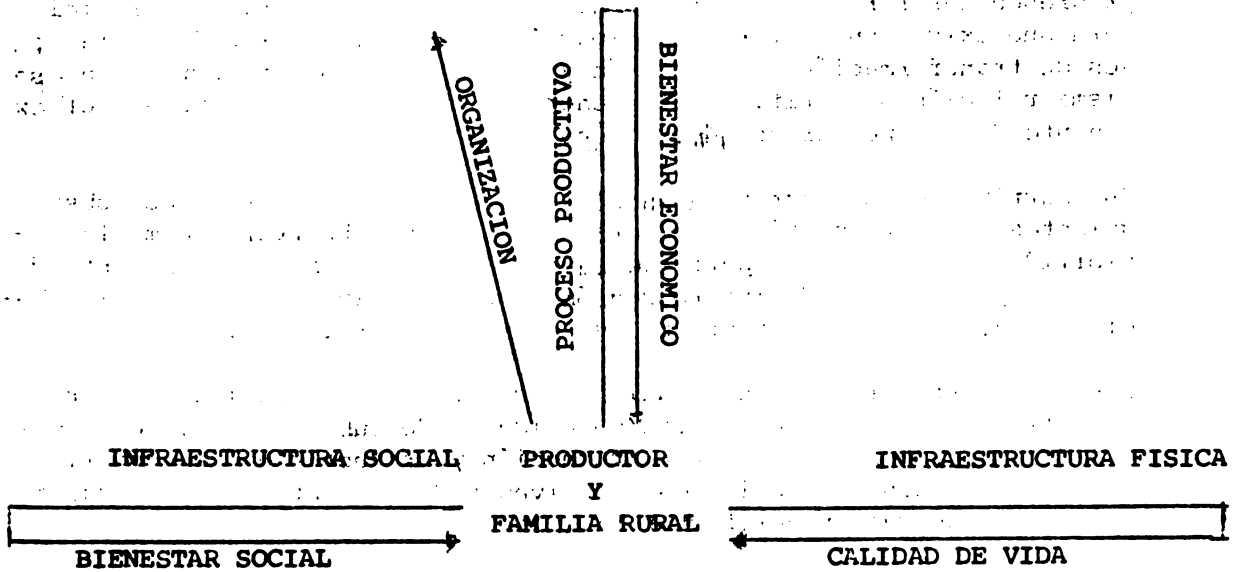 ORGANIZACION
PROCESO PRODUCTIVO
BIENESTAR ECONOMICO
INFRAESTRUCTURA SOCIAL
PRODUCTOR
Y
FAMILIA RURAL
INFRAESTRUCTURA FISICA
BIENESTAR SOCIAL
CALIDAD DE VIDA